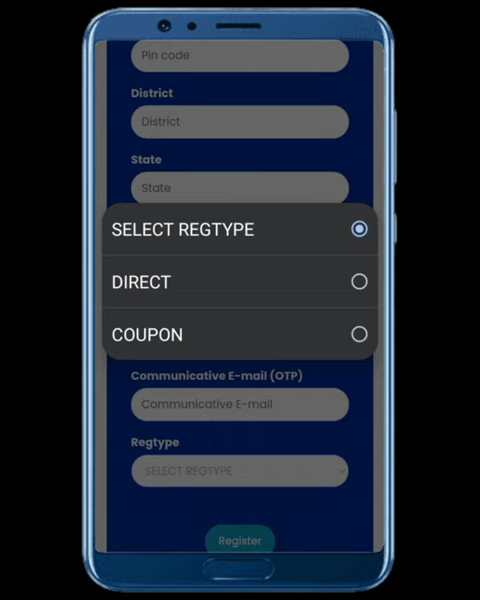 Pin code
District
District
State
State
SELECT REGTYPE
DIRECT
COUPON
Communicative E-mail (OTP)
Communicative E-mail
Regtype
SELECT REGTYPE
Register